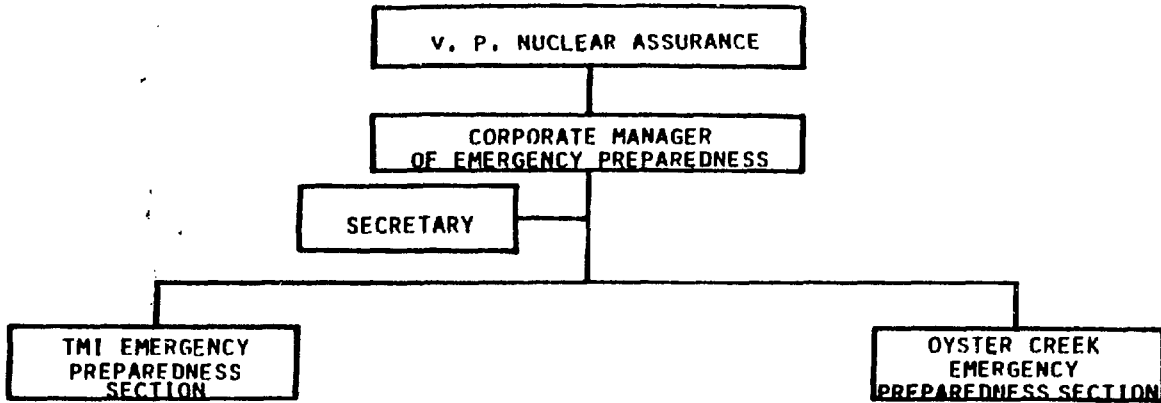 V. P. NUCLEAR ASSURANCE
CORPORATE MANAGER
OF EMERGENCY PREPAREDNESS
SECRETARY
TMI EMERGENCY
PREPAREDNESS
SECTION
OYSTER CREEK
EMERGENCY
PREPAREDNESS SECTION